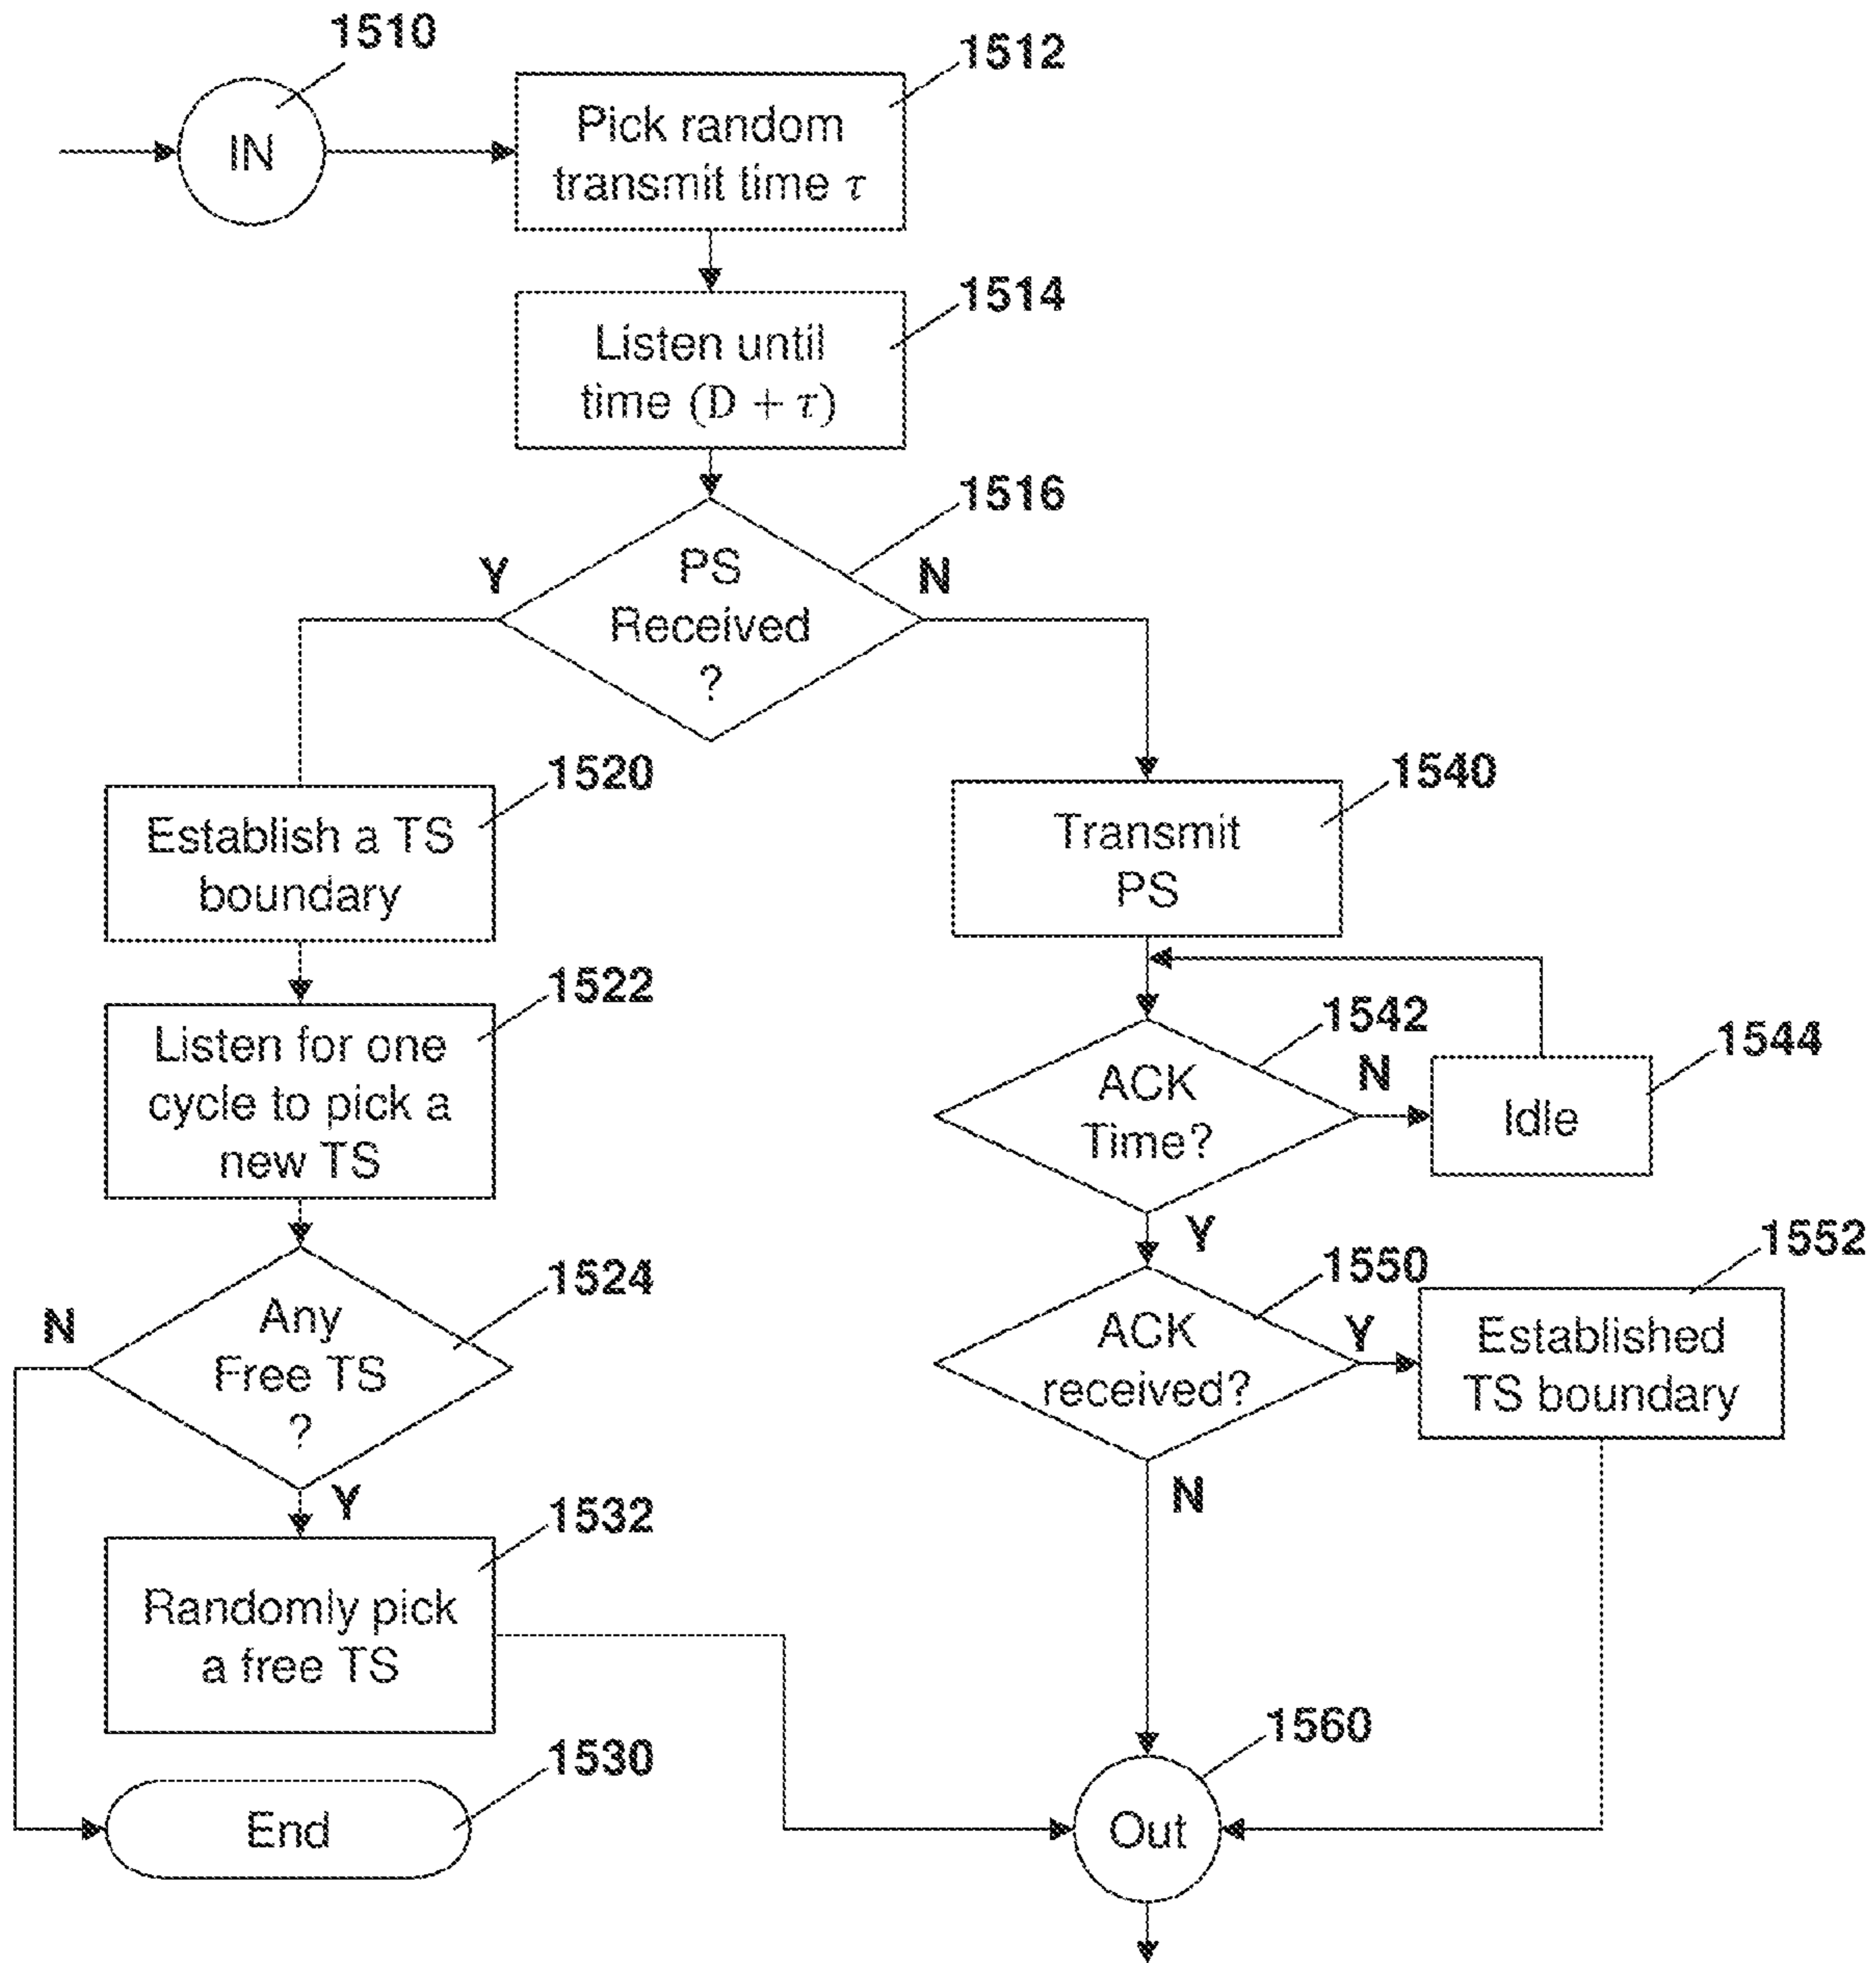 1510
IN
1512
Pick random
transmit time τ
1514
Listen until
time (D + τ)
1516
PS
Received
?
Y
N
1520
Establish a TS
boundary
1540
Transmit
PS
1522
Listen for one
cycle to pick a
new TS
1542
ACK
Time?
N
1544
Idle
Y
1524
Any
Free TS
?
N
Y
1550
ACK
received?
Y
1552
Established
TS boundary
N
1532
Randomly pick
a free TS
1530
End
1560
Out